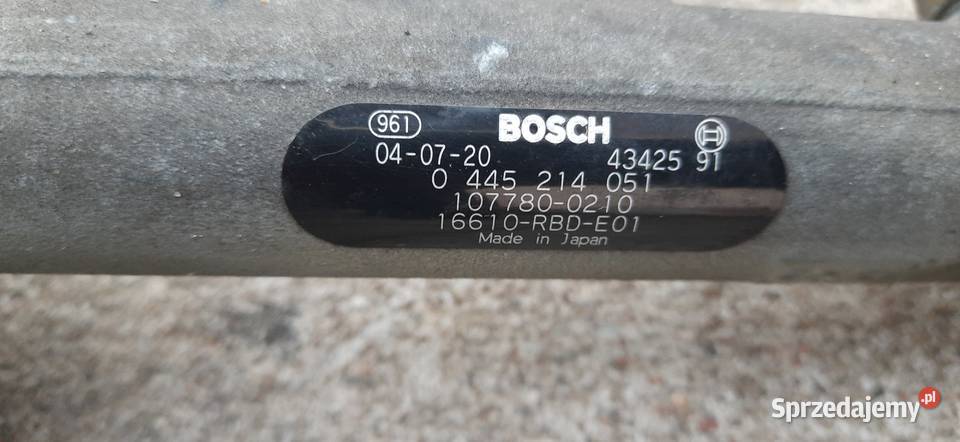 961 BOSCH
04-07-20 43425 91
0 445 214 051
107780-0210
16610-RBD-E01
Made in Japan
Sprzedajemy.pl